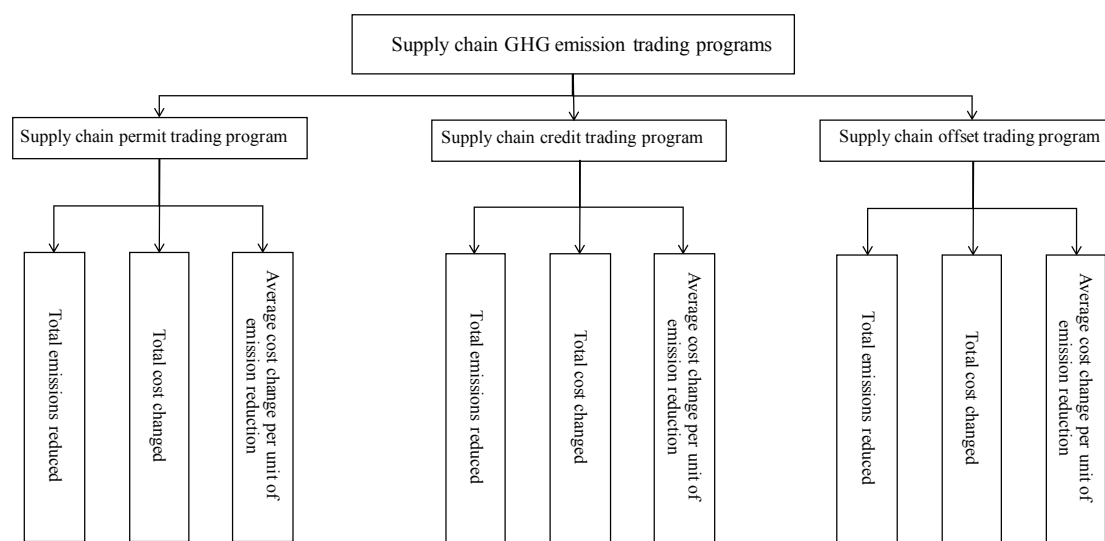 Supply chain GHG emission trading programs
Supply chain permit trading program
Supply chain credit trading program
Supply chain offset trading program
Total emissions reduced
Total cost changed
Average cost change per unit of
emission reduction
Total emissions reduced
Total cost changed
Average cost change per unit of
emission reduction
Total emissions reduced
Total cost changed
Average cost change per unit of
emission reduction